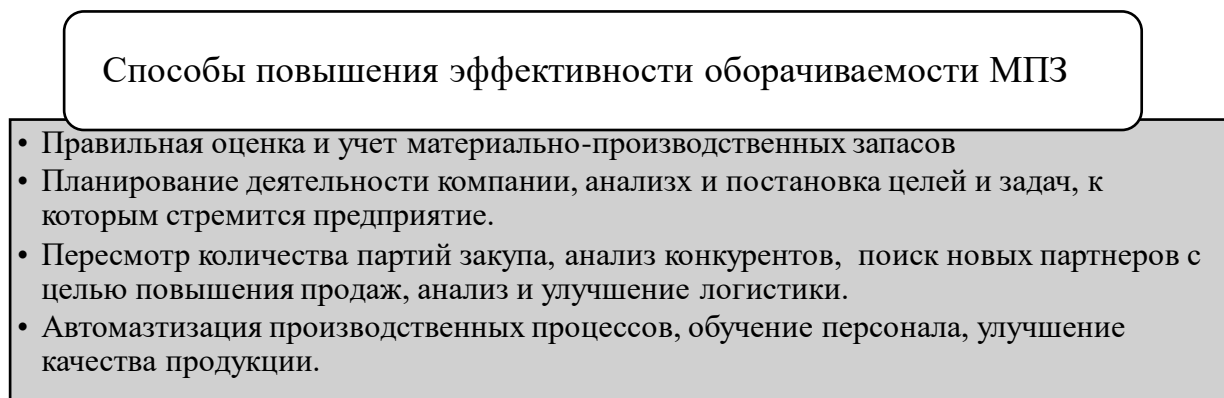 Способы повышения эффективности оборачиваемости МПЗ
• Правильная оценка и учет материально-производственных запасов
• Планирование деятельности компании, анализх и постановка целей и задач, к
которым стремится предприятие.
• Пересмотр количества партий закупа, анализ конкурентов, поиск новых партнеров с
целью повышения продаж, анализ и улучшение логистики.
• Автомазтизация производственных процессов, обучение персонала, улучшение
качества продукции.